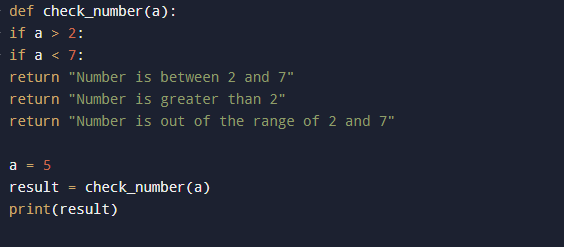 def check_number(a):
if a > 2:
if a < 7:
return "Number is between 2 and 7"
return "Number is greater than 2"
return "Number is out of the range of 2 and 7"
a = 5
result = check_number(a)
print(result)